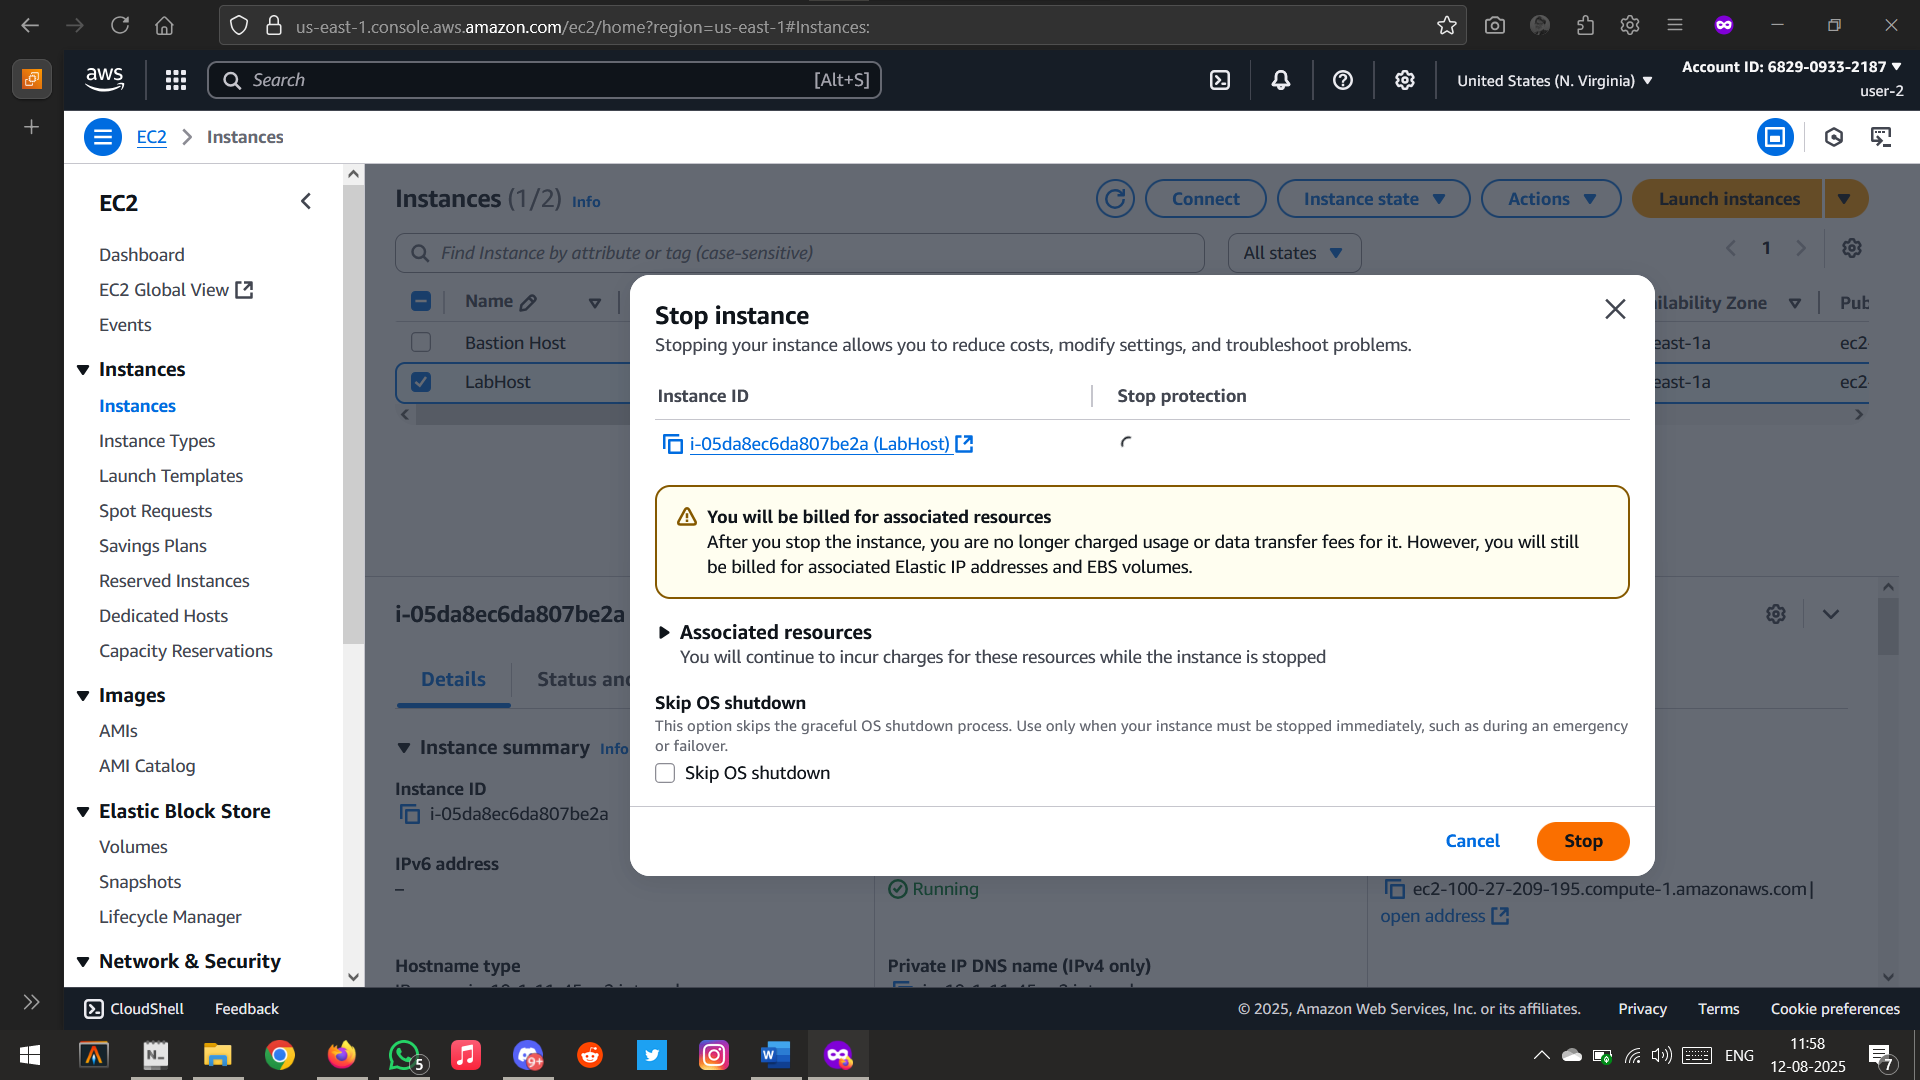 us-east-1.console.aws.amazon.com/ec2/home?region=us-east-1#Instances:
aws
Search
[Alt+S]
United States (N. Virginia)
Account ID: 6829-0933-2187
user-2
EC2
Instances
EC2
Dashboard
EC2 Global View
Events
Instances
Instances
Instance Types
Launch Templates
Spot Requests
Savings Plans
Reserved Instances
Dedicated Hosts
Capacity Reservations
Images
AMIs
AMI Catalog
Elastic Block Store
Volumes
Snapshots
Lifecycle Manager
Network & Security
Instances (1/2) Info
Connect
Instance state
Actions
Launch instances
Find Instance by attribute or tag (case-sensitive)
All states
1
Name
ilability Zone
Pub
Bastion Host
east-1a
ec2
LabHost
east-1a
ec2
Stop instance
Stopping your instance allows you to reduce costs, modify settings, and troubleshoot problems.
Instance ID
Stop protection
i-05da8ec6da807be2a (LabHost)
You will be billed for associated resources
After you stop the instance, you are no longer charged usage or data transfer fees for it. However, you will still
be billed for associated Elastic IP addresses and EBS volumes.
Associated resources
You will continue to incur charges for these resources while the instance is stopped
Skip OS shutdown
This option skips the graceful OS shutdown process. Use only when your instance must be stopped immediately, such as during an emergency
or failover.
Skip OS shutdown
Cancel
Stop
i-05da8ec6da807be2a
Details
Status and
Instance summary Info
Instance ID
i-05da8ec6da807be2a
IPv6 address
–
Running
ec2-100-27-209-195.compute-1.amazonaws.com |
open address
Hostname type
Private IP DNS name (IPv4 only)
CloudShell
Feedback
© 2025, Amazon Web Services, Inc. or its affiliates.
Privacy
Terms
Cookie preferences
N_
5
9+
W
ENG
11:58
12-08-2025
7